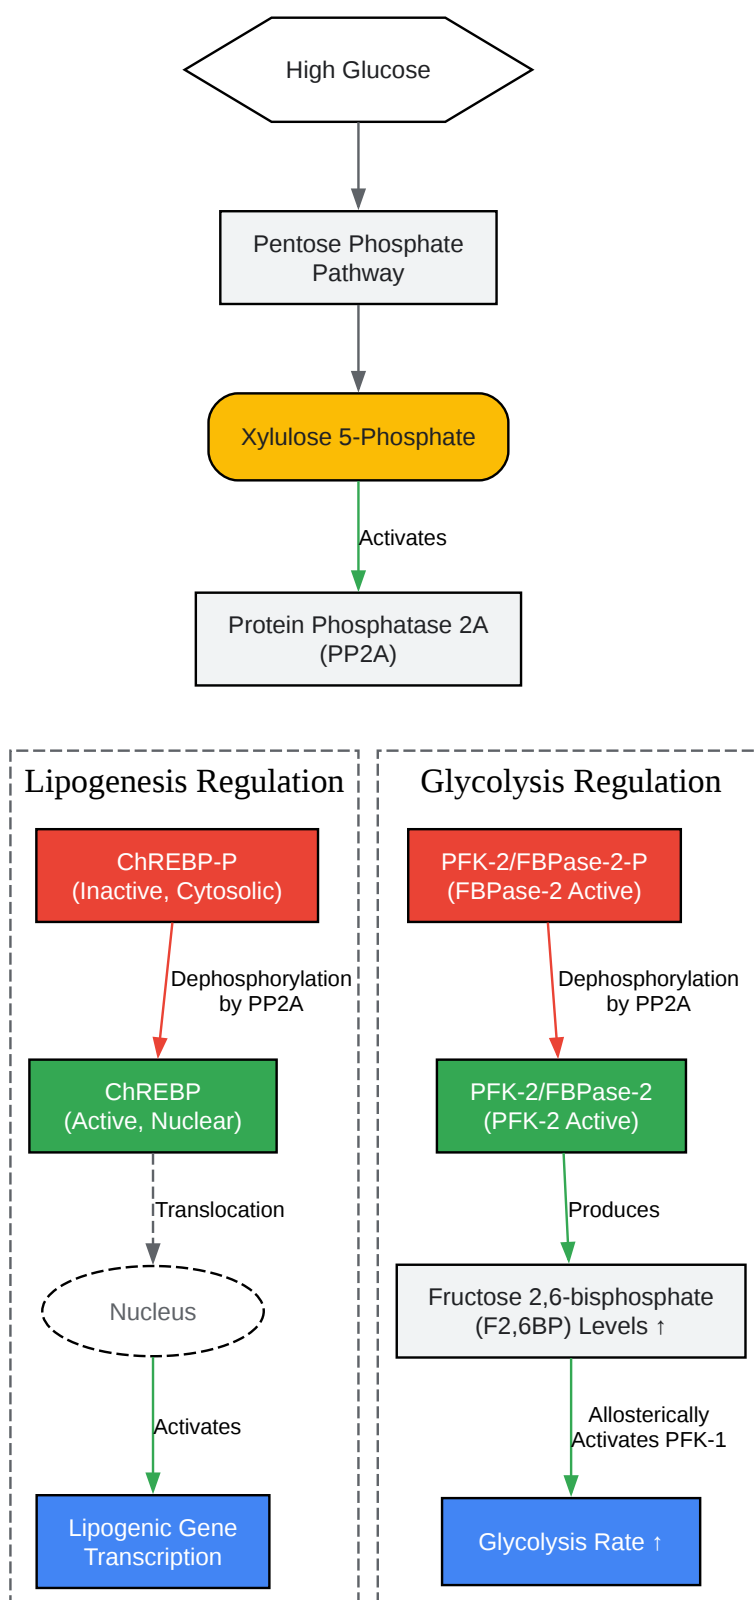 High Glucose
Pentose Phosphate
Pathway
Xylulose 5-Phosphate
Activates
Protein Phosphatase 2A
(PP2A)
Lipogenesis Regulation
ChREBP-P
(Inactive, Cytosolic)
Dephosphorylation
by PP2A
ChREBP
(Active, Nuclear)
Translocation
Nucleus
Activates
Lipogenic Gene
Transcription
Glycolysis Regulation
PFK-2/FBPase-2-P
(FBPase-2 Active)
Dephosphorylation
by PP2A
PFK-2/FBPase-2
(PFK-2 Active)
Produces
Fructose 2,6-bisphosphate
(F2,6BP) Levels ↑
Allosterically
Activates PFK-1
Glycolysis Rate ↑